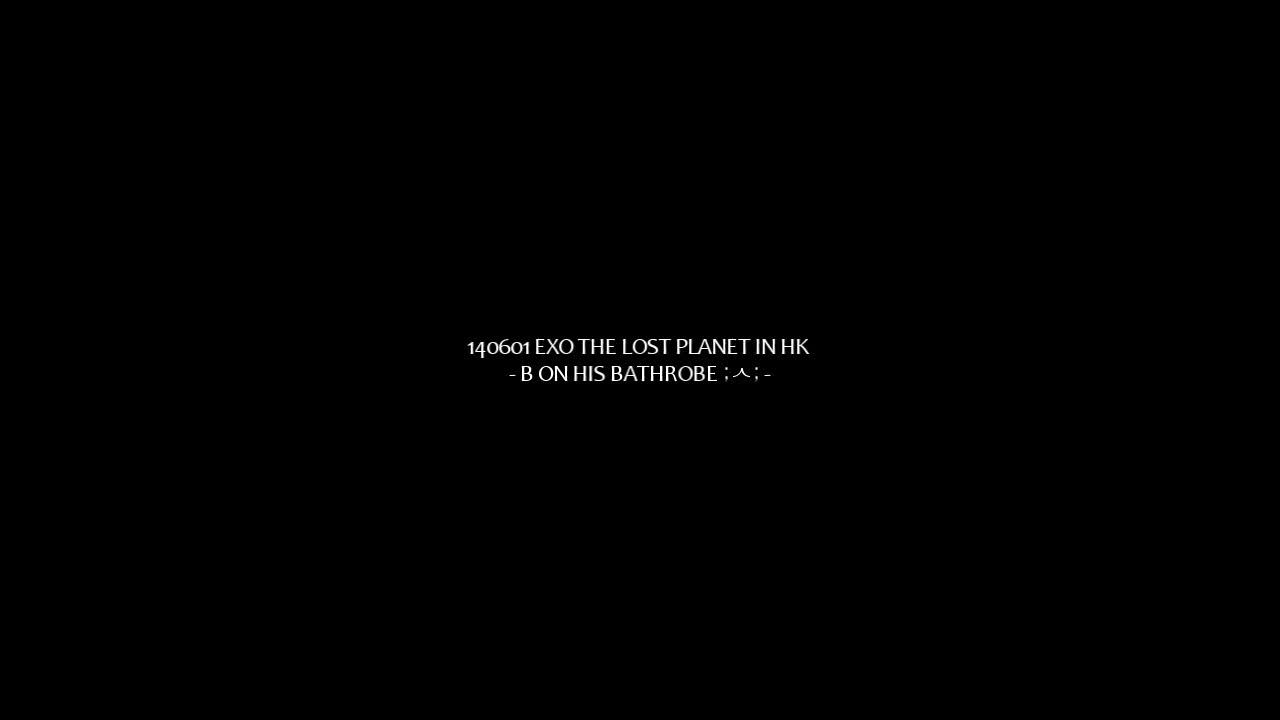 140601 EXO THE LOST PLANET IN HK
- B ON HIS BATHROBE ;ㅅ; -